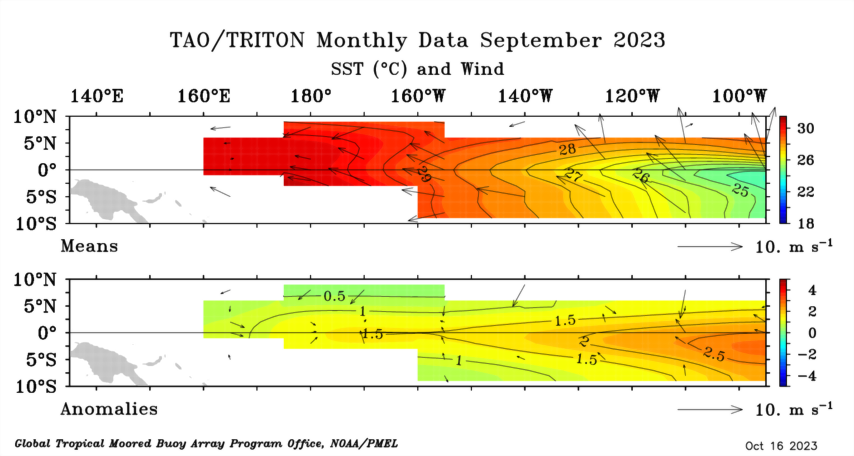 TAO/TRITON Monthly Data September 2023
SST (°C) and Wind
140°E 160°E 180° 160°W 140°W 120°W 100°W
10°N
5°N
0°
5°S
10°S
28
29
27
26
25
30
26
22
18
28
24
20
Means
10. m s⁻¹
10°N
5°N
0°
5°S
10°S
0.5
1
1.5
1.5
2
1.5
2.5
1
4
2
0
−2
−4
Anomalies
10. m s⁻¹
Global Tropical Moored Buoy Array Program Office, NOAA/PMEL
Oct 16 2023